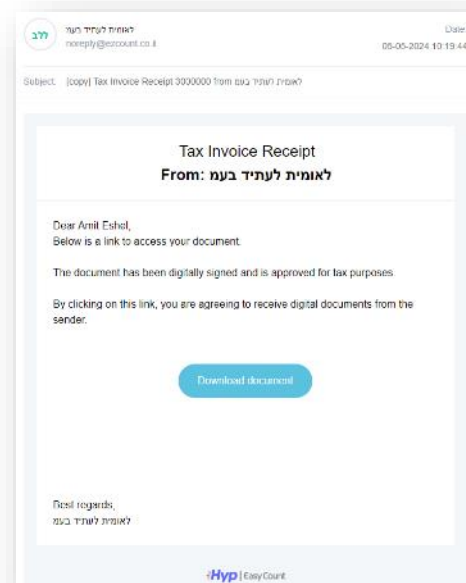 ללב
לאומית לעתיד בעמ
noreply@ezcount.co.il
Date:
05-05-2024 10:19:44
Subject: [copy] Tax Invoice Receipt 3000000 from לאומית לעתיד בעמ
Tax Invoice Receipt
From: לאומית לעתיד בעמ
Dear Amit Eshel,
Below is a link to access your document.
The document has been digitally signed and is approved for tax purposes.
By clicking on this link, you are agreeing to receive digital documents from the
sender.
Download document
Best regards,
לאומית לעתיד בעמ
Hyp | EasyCount